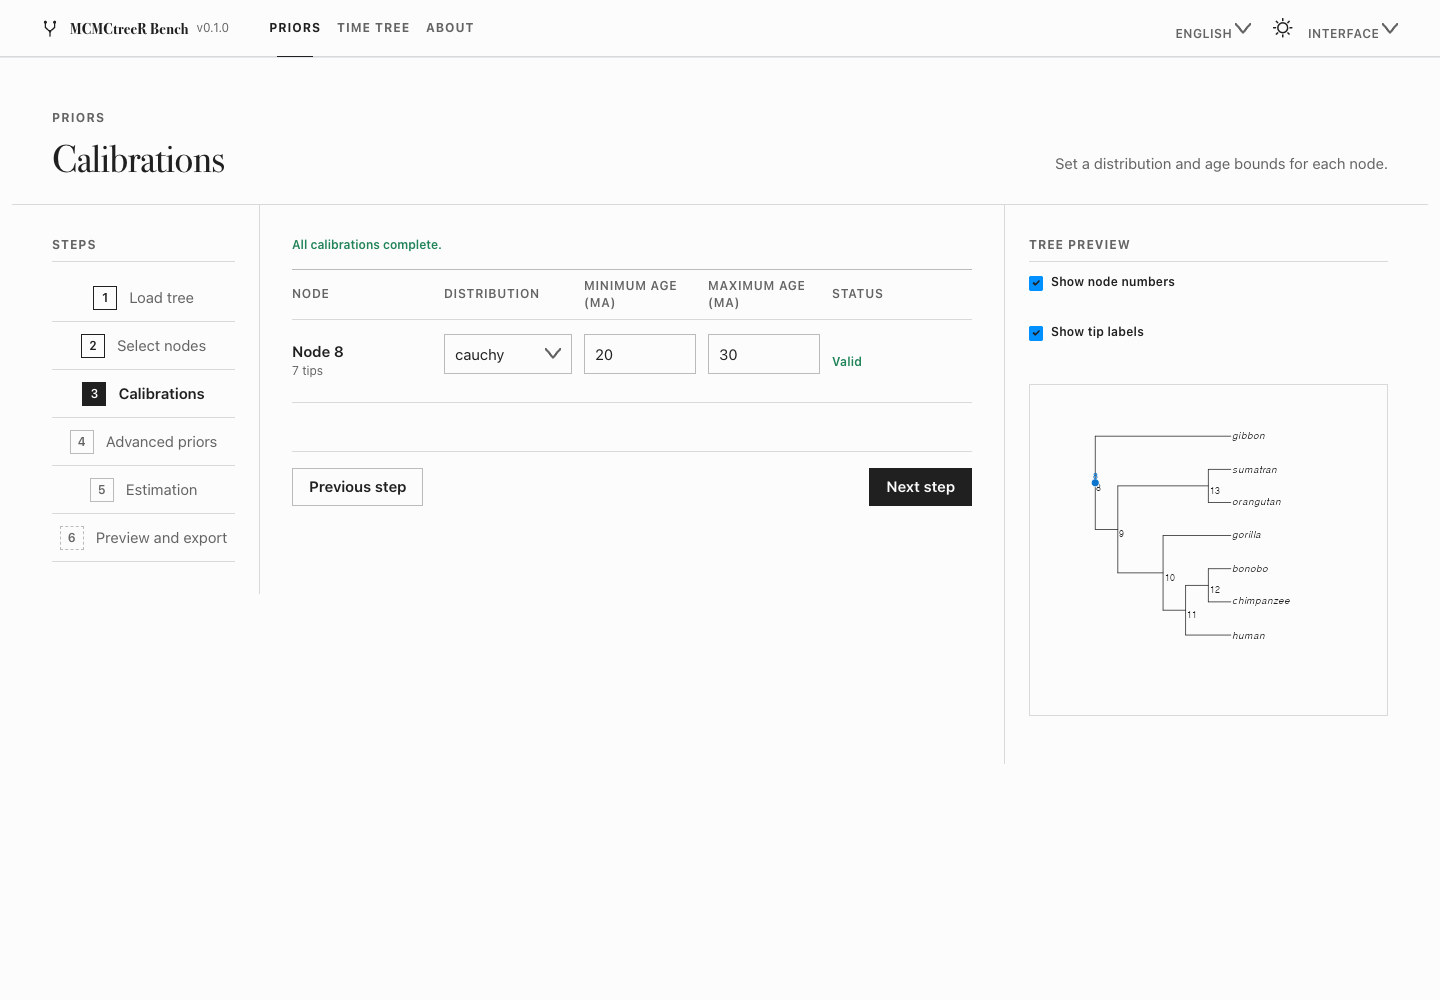 MCMCtreeR Bench v0.1.0 PRIORS TIME TREE ABOUT ENGLISH INTERFACE
PRIORS
Calibrations
Set a distribution and age bounds for each node.
STEPS
1 Load tree
2 Select nodes
3 Calibrations
4 Advanced priors
5 Estimation
6 Preview and export
All calibrations complete.
NODE DISTRIBUTION MINIMUM AGE (MA) MAXIMUM AGE (MA) STATUS
Node 8 cauchy 20 30 Valid
7 tips
Previous step Next step
TREE PREVIEW
Show node numbers
Show tip labels
gibbon
sumatran
8
13
orangutan
9
gorilla
bonobo
10
12
chimpanzee
11
human